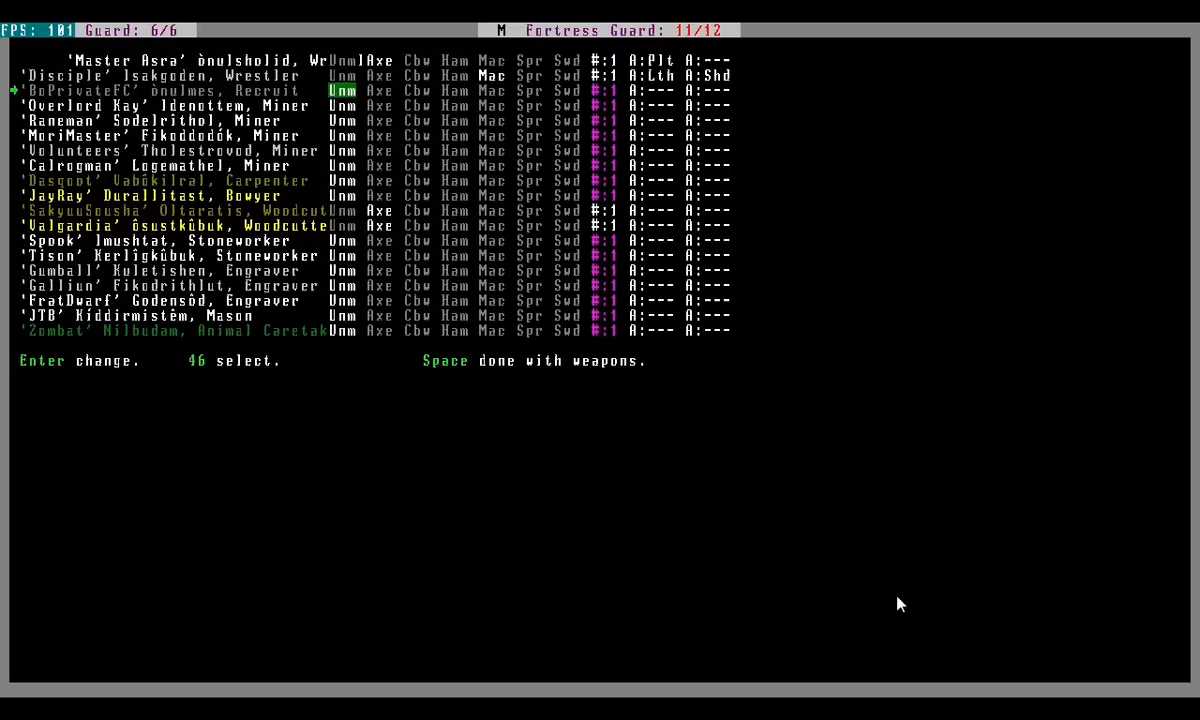 FPS: 101 Guard: 6/6 M Fortress Guard: 11/12
'Master Asra' ònulsholid, WrUnmlAxe Cbw Ham Mac Spr Swd #:1 A:Plt A:---
'Disciple' Isakgoden, Wrestler Unm Axe Cbw Ham Mac Spr Swd #:1 A:Lth A:Shd
'BoPrivateFC' ònulmes, Recruit Unm Axe Cbw Ham Mac Spr Swd #:1 A:--- A:---
'Overlord Kay' Idenottem, Miner Unm Axe Cbw Ham Mac Spr Swd #:1 A:--- A:---
'Raneman' Sodelrîthol, Miner Unm Axe Cbw Ham Mac Spr Swd #:1 A:--- A:---
'MoriMaster' Fikoddodók, Miner Unm Axe Cbw Ham Mac Spr Swd #:1 A:--- A:---
'Volunteers' Tholestrovod, Miner Unm Axe Cbw Ham Mac Spr Swd #:1 A:--- A:---
'Calrogman' Logemathel, Miner Unm Axe Cbw Ham Mac Spr Swd #:1 A:--- A:---
'Dasqoot' Vabôkilral, Carpenter Unm Axe Cbw Ham Mac Spr Swd #:1 A:--- A:---
'JayRay' Durallitast, Bowyer Unm Axe Cbw Ham Mac Spr Swd #:1 A:--- A:---
'SakyuuSousha' Oltaratîs, WoodcutUnm Axe Cbw Ham Mac Spr Swd #:1 A:--- A:---
'Valgardia' ôsustkûbuk, WoodcutteUnm Axe Cbw Ham Mac Spr Swd #:1 A:--- A:---
'Spook' Imushtat, Stoneworker Unm Axe Cbw Ham Mac Spr Swd #:1 A:--- A:---
'Tison' Kerlîgkûbuk, Stoneworker Unm Axe Cbw Ham Mac Spr Swd #:1 A:--- A:---
'Gumball' Kuletishen, Engraver Unm Axe Cbw Ham Mac Spr Swd #:1 A:--- A:---
'Galliun' Fikodrithlut, Engraver Unm Axe Cbw Ham Mac Spr Swd #:1 A:--- A:---
'FratDwarf' Godensôd, Engraver Unm Axe Cbw Ham Mac Spr Swd #:1 A:--- A:---
'JTB' Kíddirmistêm, Mason Unm Axe Cbw Ham Mac Spr Swd #:1 A:--- A:---
'Zombat' Nilbudam, Animal CaretakUnm Axe Cbw Ham Mac Spr Swd #:1 A:--- A:---
Enter change. 46 select. Space done with weapons.